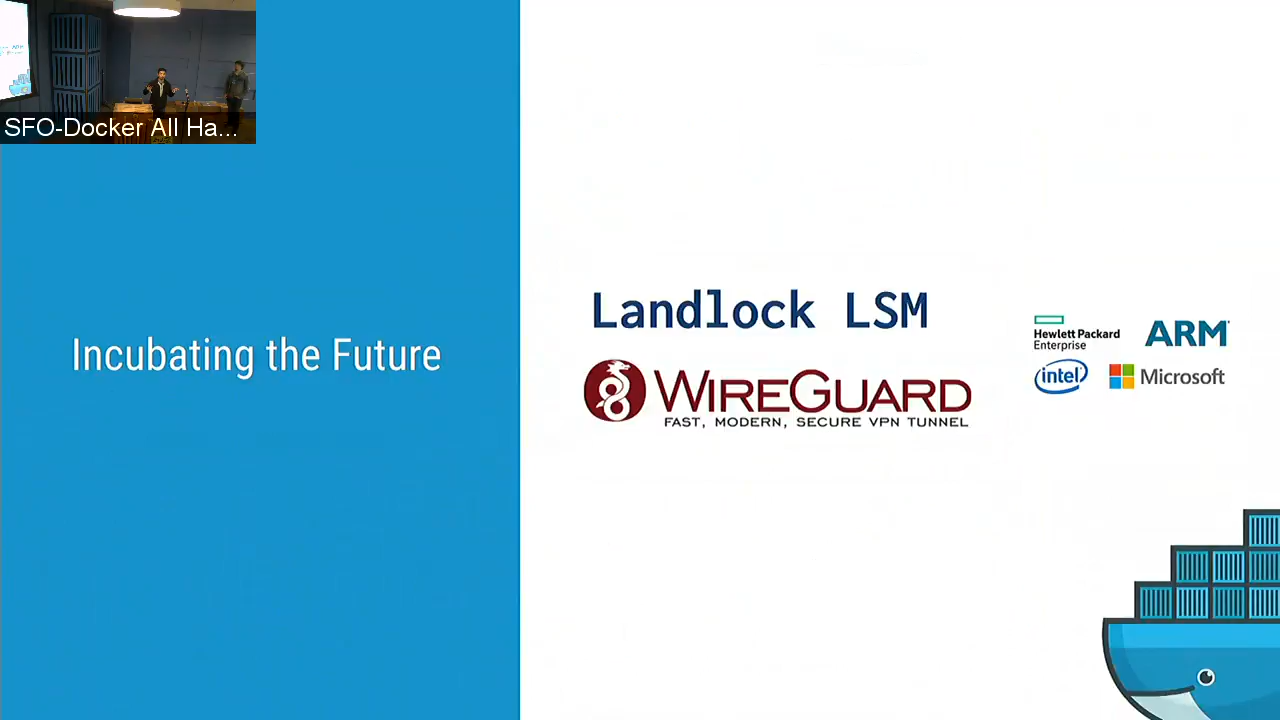 SFO-Docker All Ha...
Incubating the Future
Landlock LSM
WIREGUARD
FAST, MODERN, SECURE VPN TUNNEL
Hewlett Packard
Enterprise
ARM
intel
Microsoft